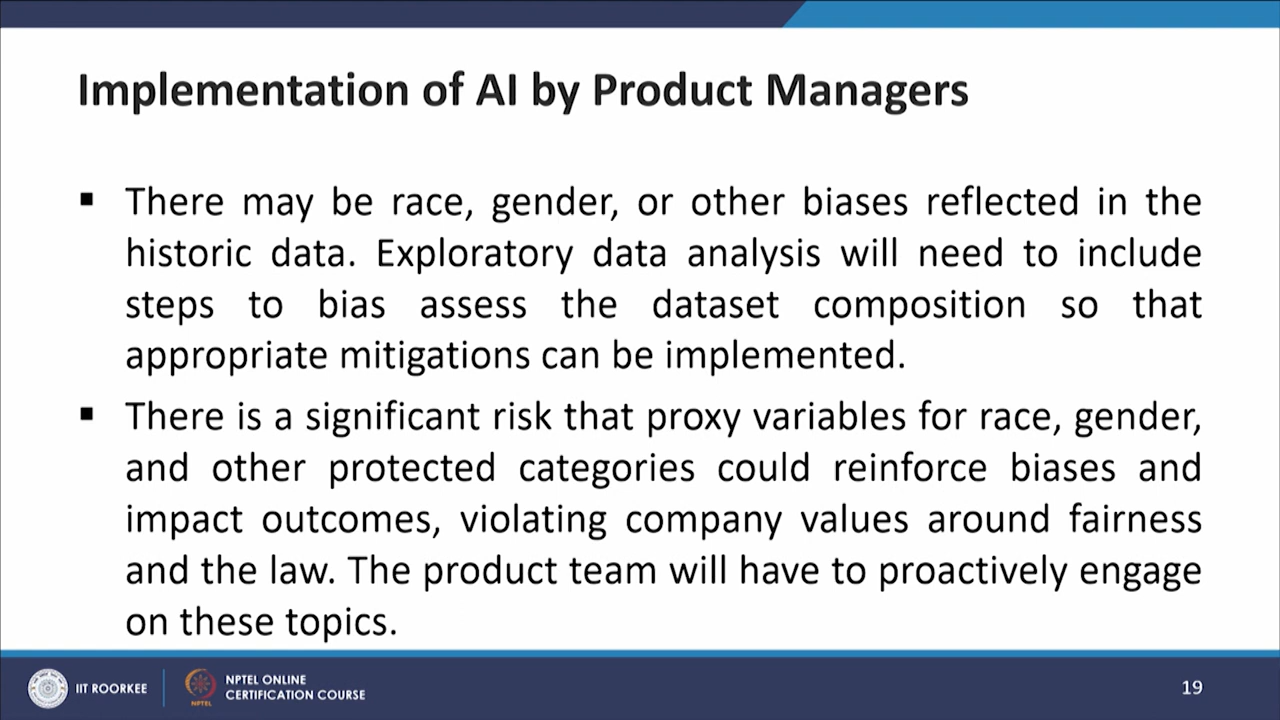 Implementation of AI by Product Managers
▪ There may be race, gender, or other biases reflected in the
historic data. Exploratory data analysis will need to include
steps to bias assess the dataset composition so that
appropriate mitigations can be implemented.
▪ There is a significant risk that proxy variables for race, gender,
and other protected categories could reinforce biases and
impact outcomes, violating company values around fairness
and the law. The product team will have to proactively engage
on these topics.
IIT ROORKEE
NPTEL
NPTEL ONLINE
CERTIFICATION COURSE
19